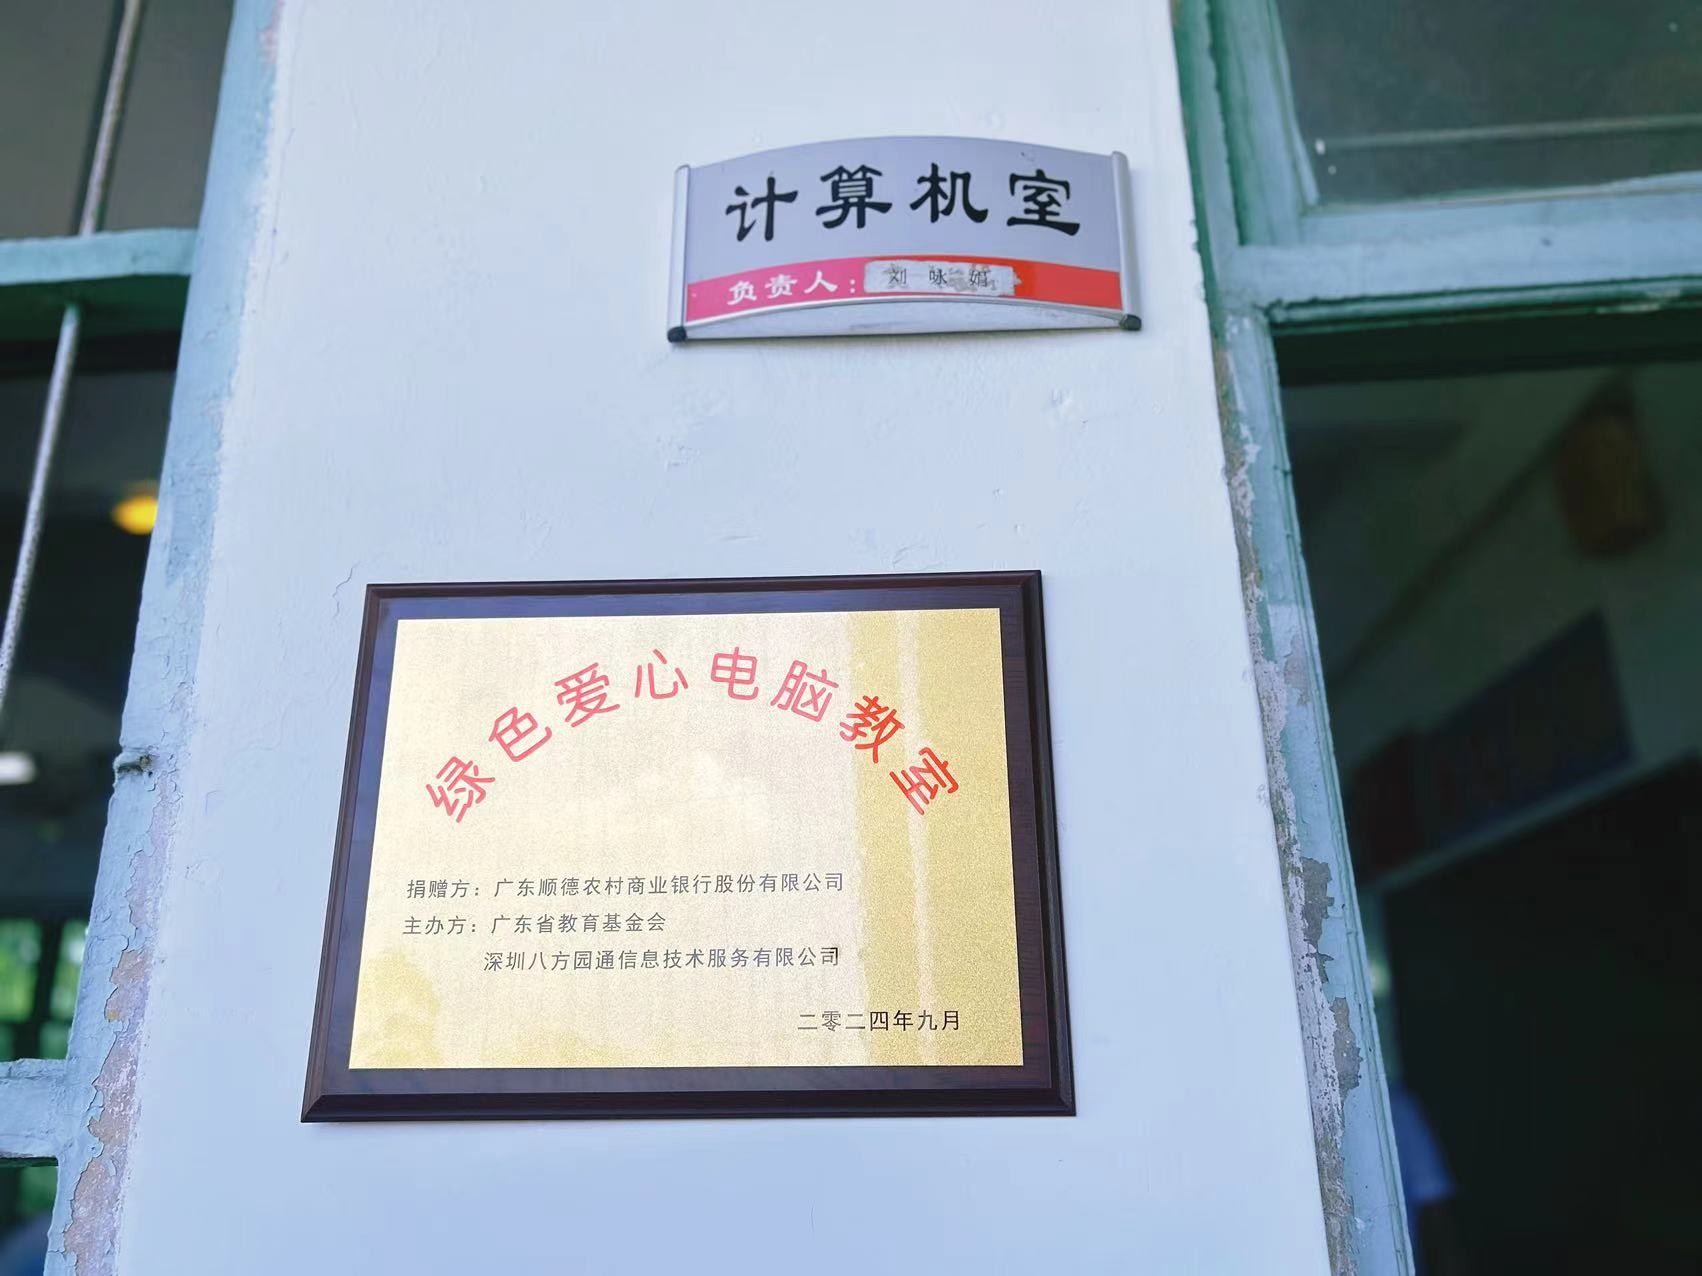 计算机室
负责人：刘咏娟
绿色爱心电脑教室
捐赠方：广东顺德农村商业银行股份有限公司
主办方：广东省教育基金会
深圳八方园通信息技术服务有限公司
二零二四年九月